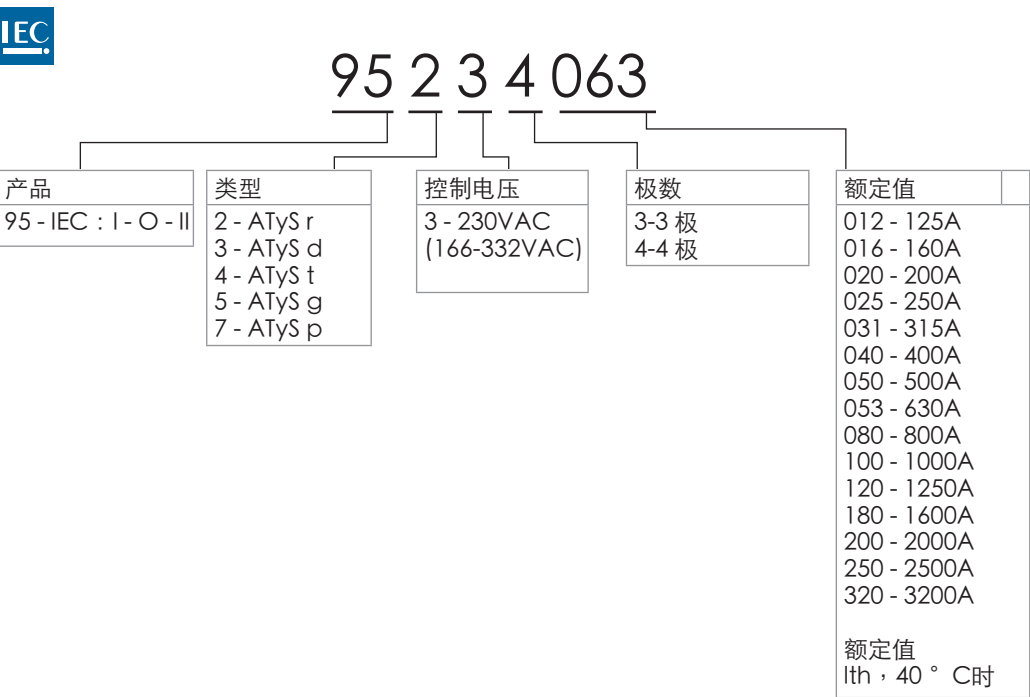 IEC
95 2 3 4 063
产品
95 - IEC：I - O - II
类型
2 - ATyS r
3 - ATyS d
4 - ATyS t
5 - ATyS g
7 - ATyS p
控制电压
3 - 230VAC
(166-332VAC)
极数
3-3 极
4-4 极
额定值
012 - 125A
016 - 160A
020 - 200A
025 - 250A
031 - 315A
040 - 400A
050 - 500A
053 - 630A
080 - 800A
100 - 1000A
120 - 1250A
180 - 1600A
200 - 2000A
250 - 2500A
320 - 3200A
额定值
Ith，40 ° C时